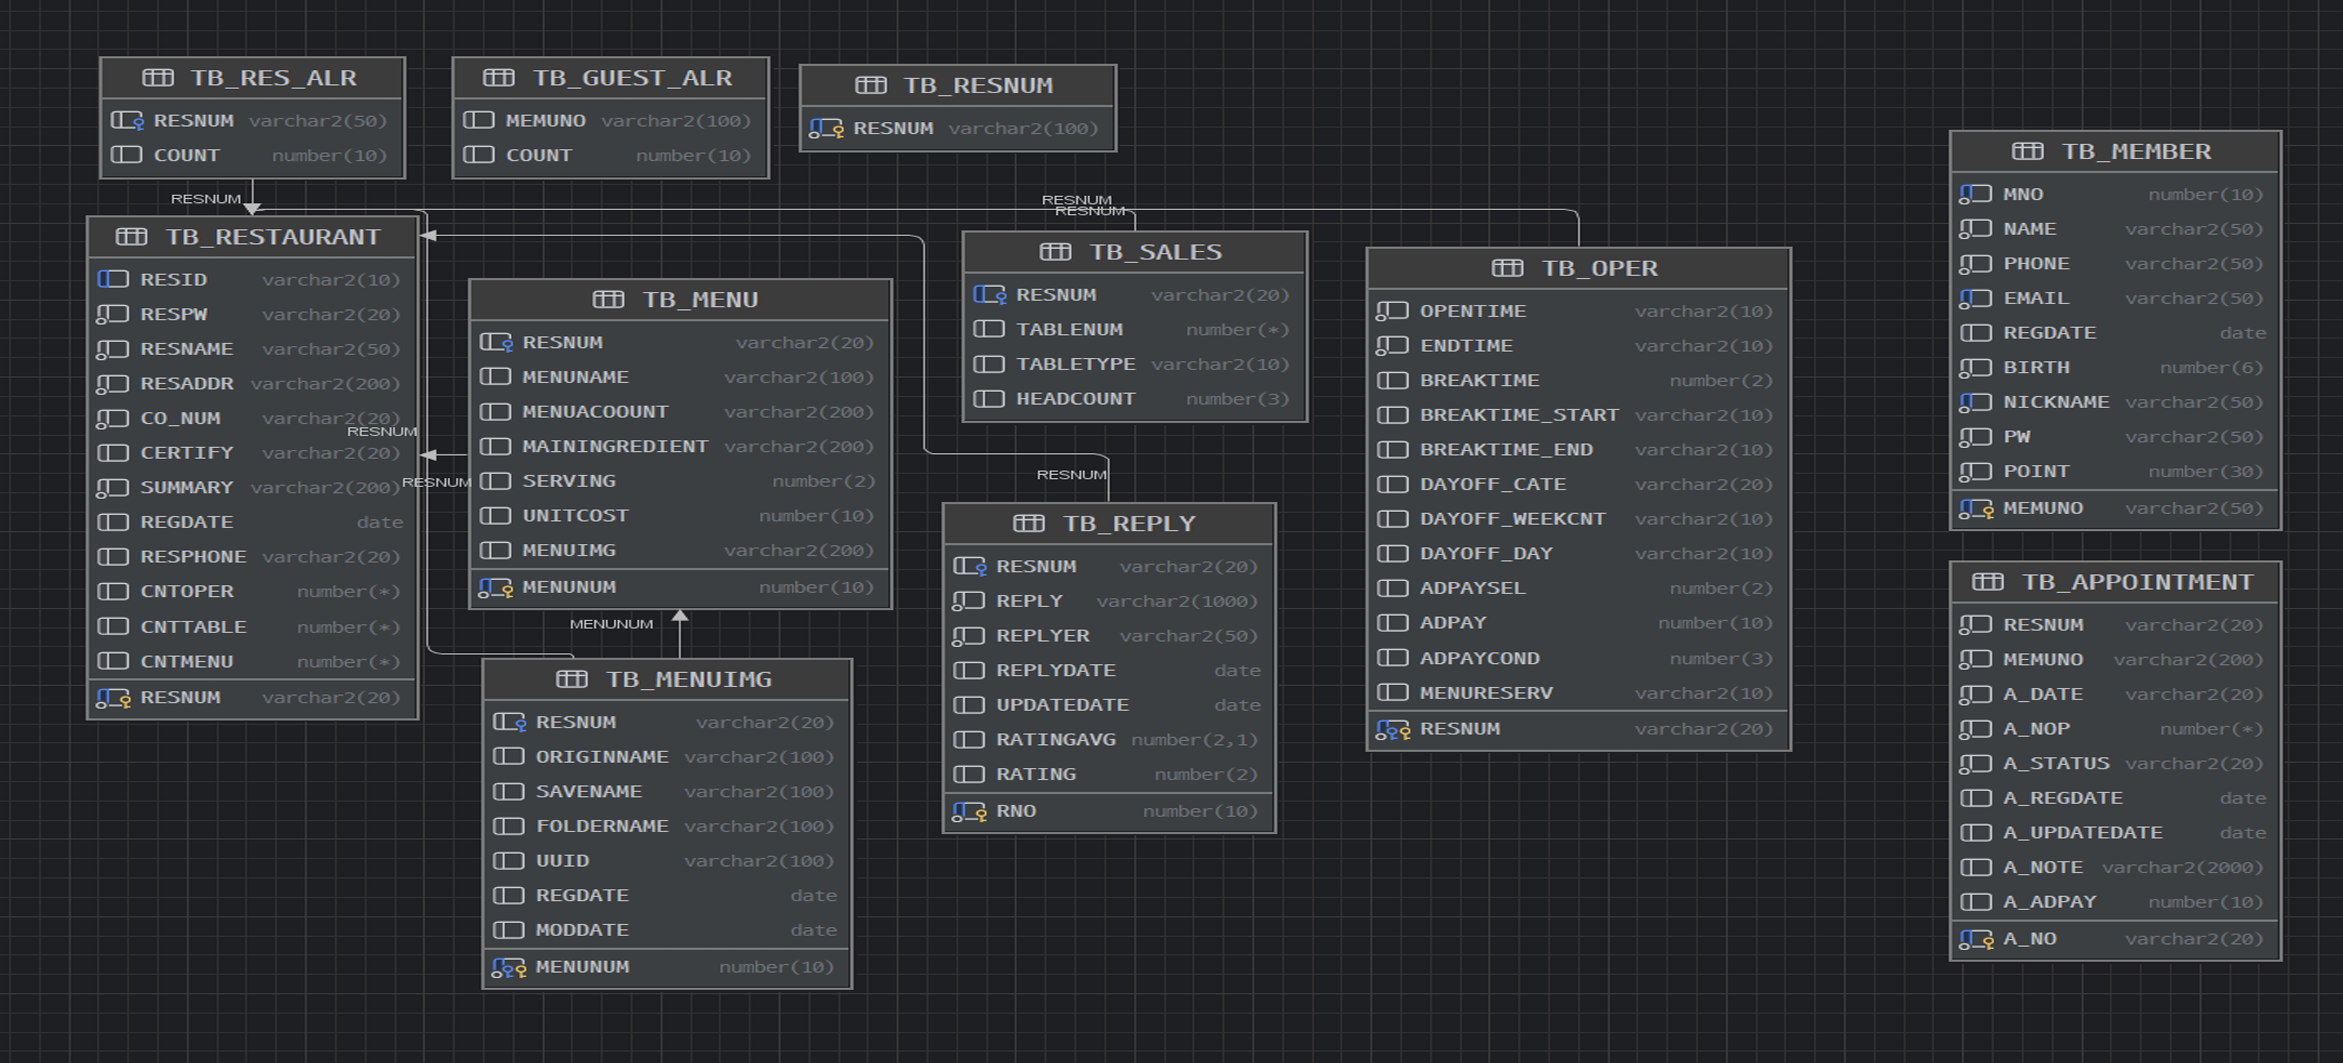 TB_RES_ALR
RESNUM varchar2(50)
COUNT number(10)
TB_GUEST_ALR
MEMUNO varchar2(100)
COUNT number(10)
TB_RESNUM
RESNUM varchar2(100)
RESNUM
RESNUM
RESNUM
TB_RESTAURANT
RESID varchar2(10)
RESPW varchar2(20)
RESNAME varchar2(50)
RESADDR varchar2(200)
CO_NUM varchar2(20)
RESNUM
CERTIFY varchar2(20)
SUMMARY varchar2(200)
RESNUM
REGDATE date
RESPHONE varchar2(20)
CNTOPER number(*)
CNTTABLE number(*)
CNTMENU number(*)
RESNUM varchar2(20)
TB_MENU
RESNUM varchar2(20)
MENUNAME varchar2(100)
MENUACOOUNT varchar2(200)
MAININGREDIENT varchar2(200)
SERVING number(2)
UNITCOST number(10)
MENUIMG varchar2(200)
MENUNUM number(10)
MENUNUM
TB_MENUIMG
RESNUM varchar2(20)
ORIGINNAME varchar2(100)
SAVENAME varchar2(100)
FOLDERNAME varchar2(100)
UUID varchar2(100)
REGDATE date
MODDATE date
MENUNUM number(10)
TB_SALES
RESNUM varchar2(20)
TABLENUM number(*)
TABLETYPE varchar2(10)
HEADCOUNT number(3)
RESNUM
TB_REPLY
RESNUM varchar2(20)
REPLY varchar2(1000)
REPLYER varchar2(50)
REPLYDATE date
UPDATEDATE date
RATINGAVG number(2,1)
RATING number(2)
RNO number(10)
TB_OPER
OPENTIME varchar2(10)
ENDTIME varchar2(10)
BREAKTIME number(2)
BREAKTIME_START varchar2(10)
BREAKTIME_END varchar2(10)
DAYOFF_CATE varchar2(20)
DAYOFF_WEEKCNT varchar2(10)
DAYOFF_DAY varchar2(10)
ADPAYSEL number(2)
ADPAY number(10)
ADPAYCOND number(3)
MENURESERV varchar2(10)
RESNUM varchar2(20)
TB_MEMBER
MNO number(10)
NAME varchar2(50)
PHONE varchar2(50)
EMAIL varchar2(50)
REGDATE date
BIRTH number(6)
NICKNAME varchar2(50)
PW varchar2(50)
POINT number(30)
MEMUNO varchar2(50)
TB_APPOINTMENT
RESNUM varchar2(20)
MEMUNO varchar2(200)
A_DATE varchar2(20)
A_NOP number(*)
A_STATUS varchar2(20)
A_REGDATE date
A_UPDATEDATE date
A_NOTE varchar2(2000)
A_ADPAY number(10)
A_NO varchar2(20)